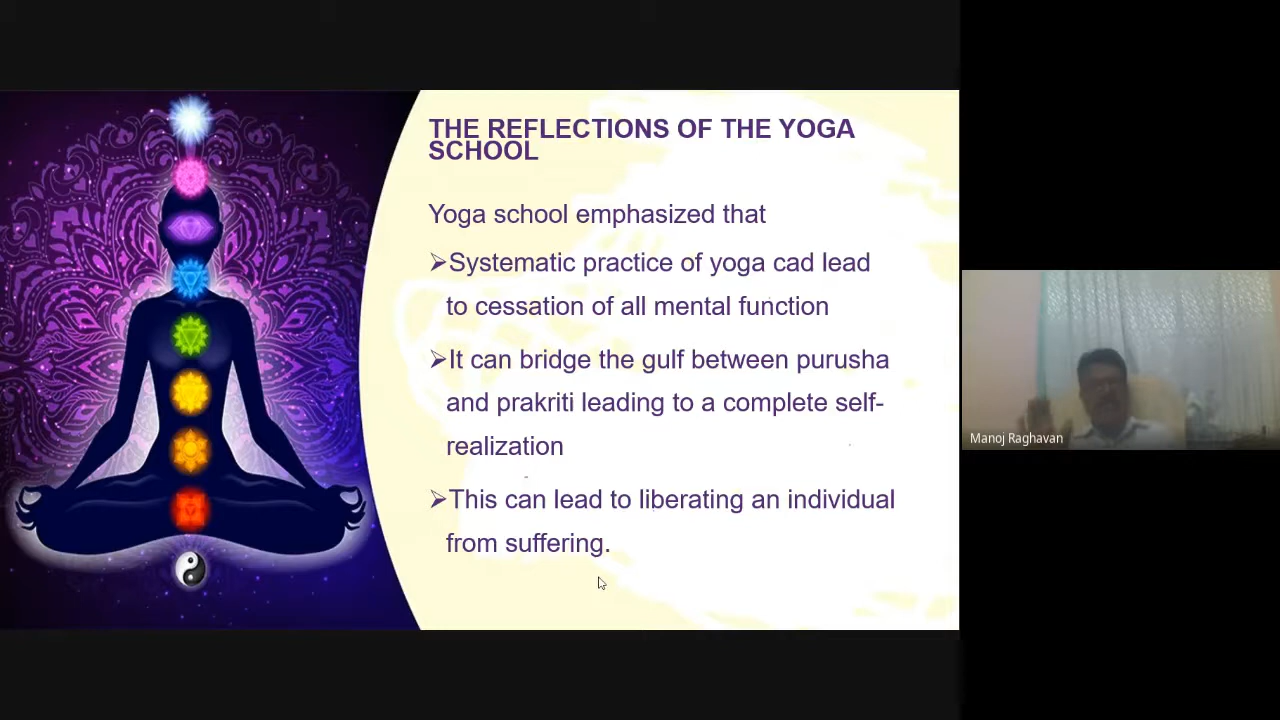 THE REFLECTIONS OF THE YOGA
SCHOOL
Yoga school emphasized that
➢Systematic practice of yoga cad lead
to cessation of all mental function
➢It can bridge the gulf between purusha
and prakriti leading to a complete self-
realization
➢This can lead to liberating an individual
from suffering.
Manoj Raghavan